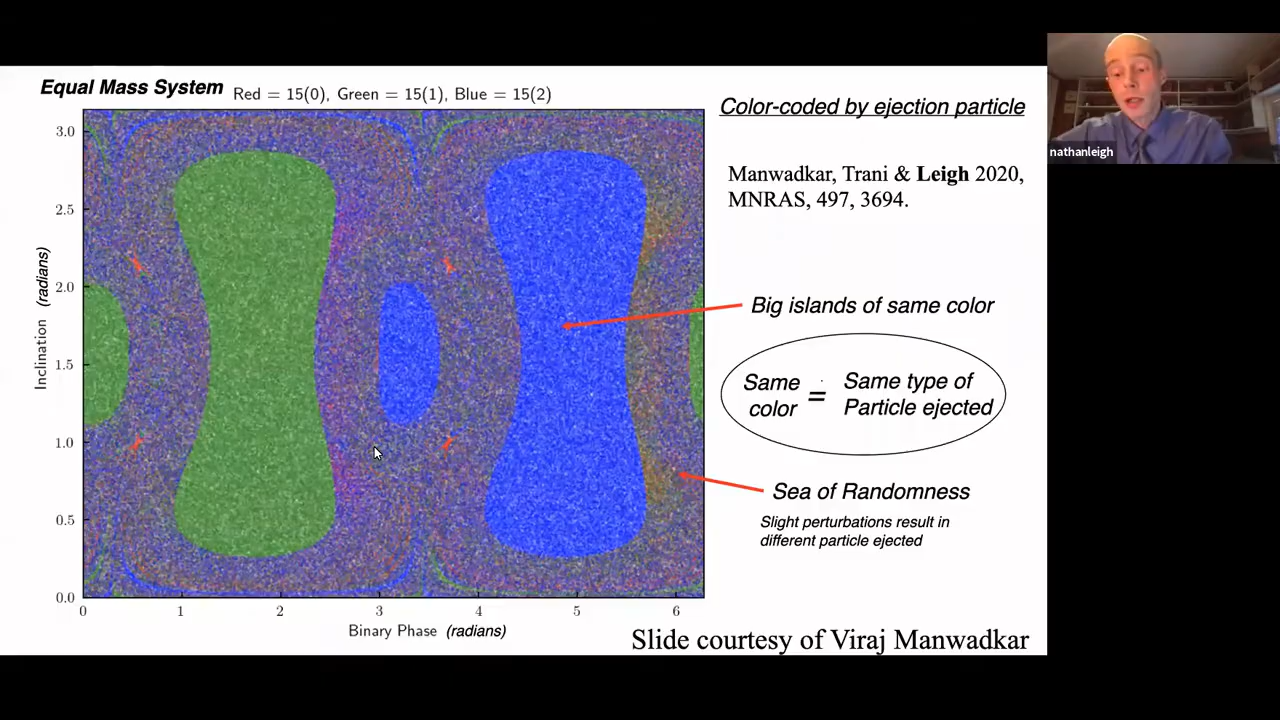 Equal Mass System
Red = 15(0), Green = 15(1), Blue = 15(2)
Color-coded by ejection particle
nathanleigh
Manwadkar, Trani & Leigh 2020,
MNRAS, 497, 3694.
Big islands of same color
Same color = Same type of Particle ejected
Sea of Randomness
Slight perturbations result in
different particle ejected
Inclination (radians)
3.0
2.5
2.0
1.5
1.0
0.5
0.0
0 1 2 3 4 5 6
Binary Phase (radians)
Slide courtesy of Viraj Manwadkar